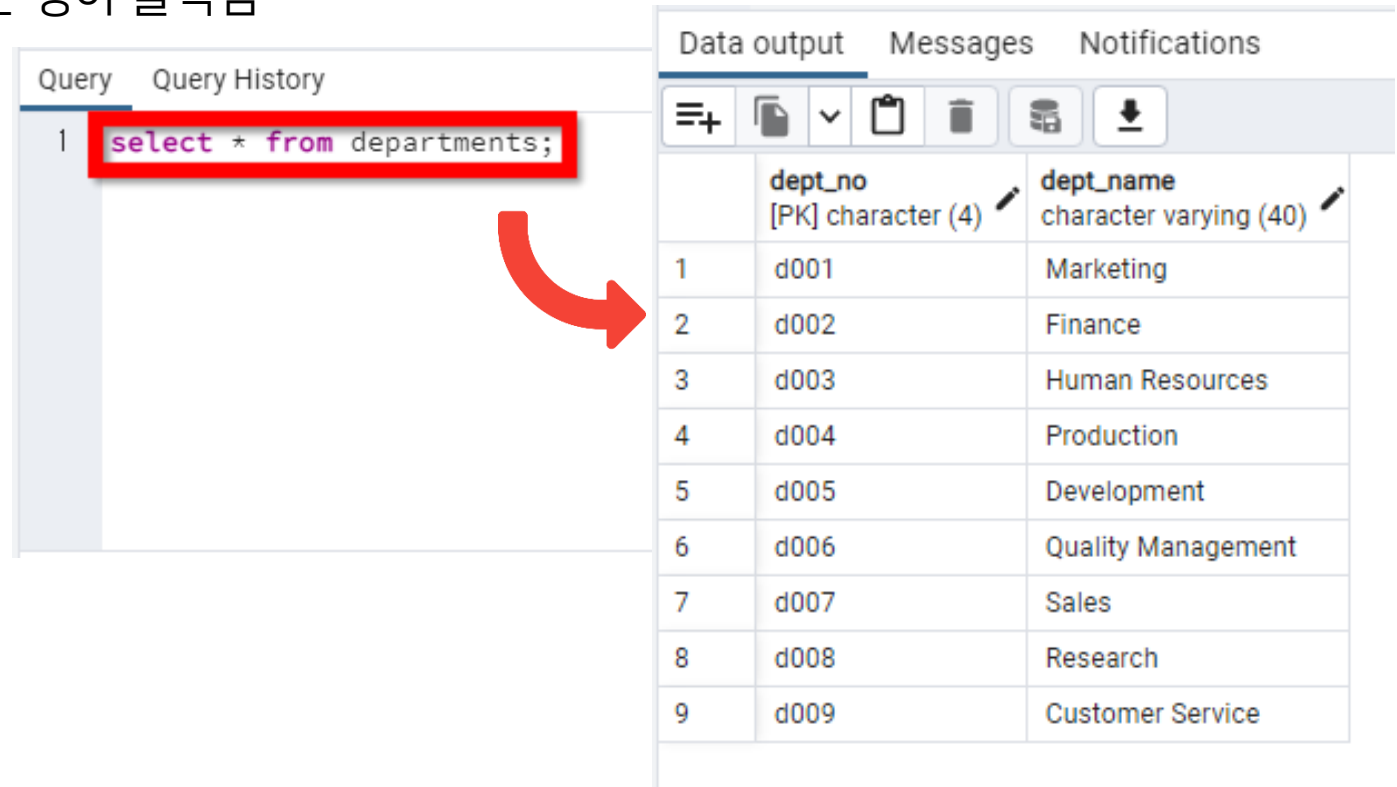 Query Query History
1 select * from departments;
Data output Messages Notifications
dept_no dept_name
[PK] character (4) character varying (40)
1 d001 Marketing
2 d002 Finance
3 d003 Human Resources
4 d004 Production
5 d005 Development
6 d006 Quality Management
7 d007 Sales
8 d008 Research
9 d009 Customer Service